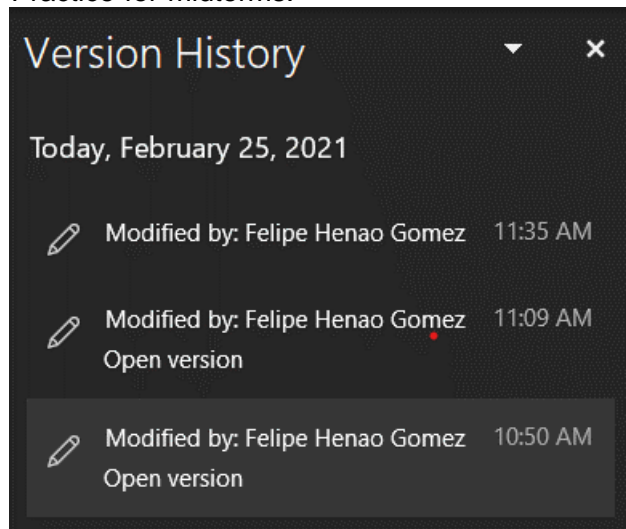 Practice for midterms.
Version History
Today, February 25, 2021
Modified by: Felipe Henao Gomez 11:35 AM
Modified by: Felipe Henao Gomez 11:09 AM
Open version
Modified by: Felipe Henao Gomez 10:50 AM
Open version